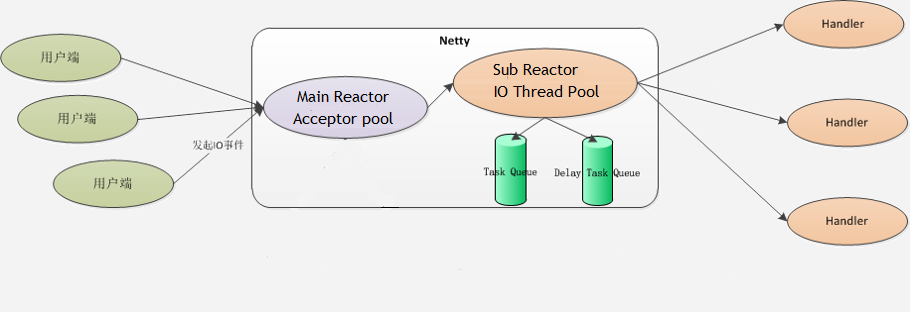 Netty
用户端
用户端
用户端
发起IO事件
Main Reactor
Acceptor pool
Sub Reactor
IO Thread Pool
Task Queue
Delay Task Queue
Handler
Handler
Handler